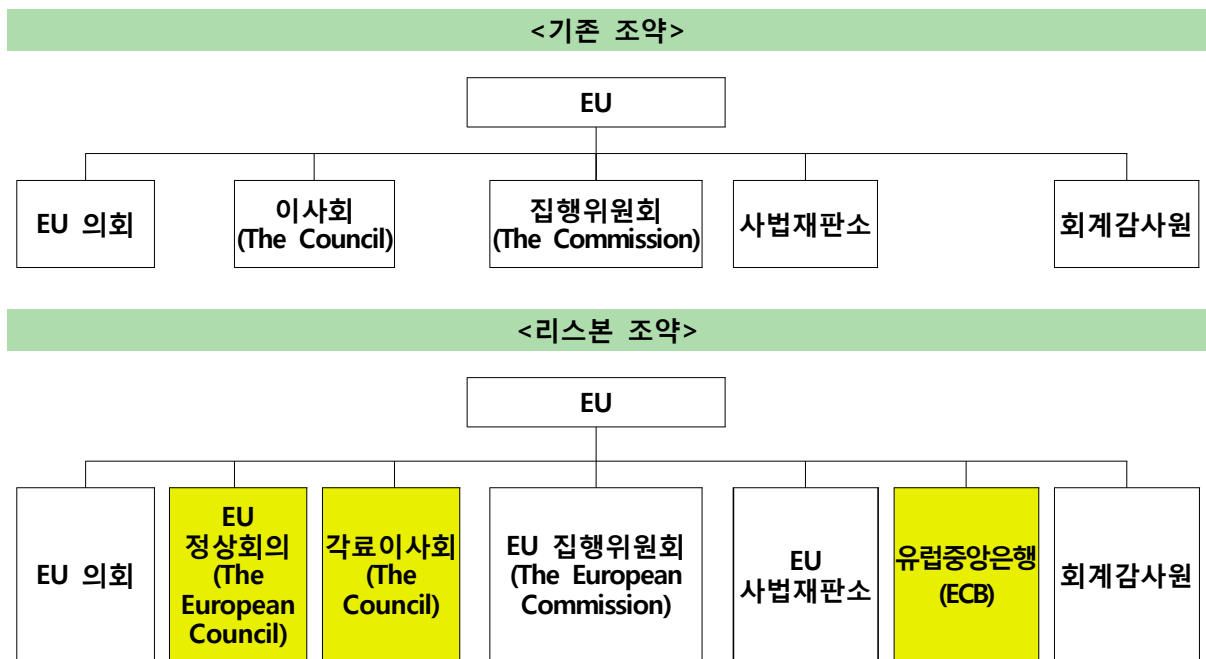 <기존 조약>
EU
EU 의회
이사회
(The Council)
집행위원회
(The Commission)
사법재판소
회계감사원
<리스본 조약>
EU
EU 의회
EU
정상회의
(The
European
Council)
각료이사회
(The
Council)
EU 집행위원회
(The European
Commission)
EU
사법재판소
유럽중앙은행
(ECB)
회계감사원